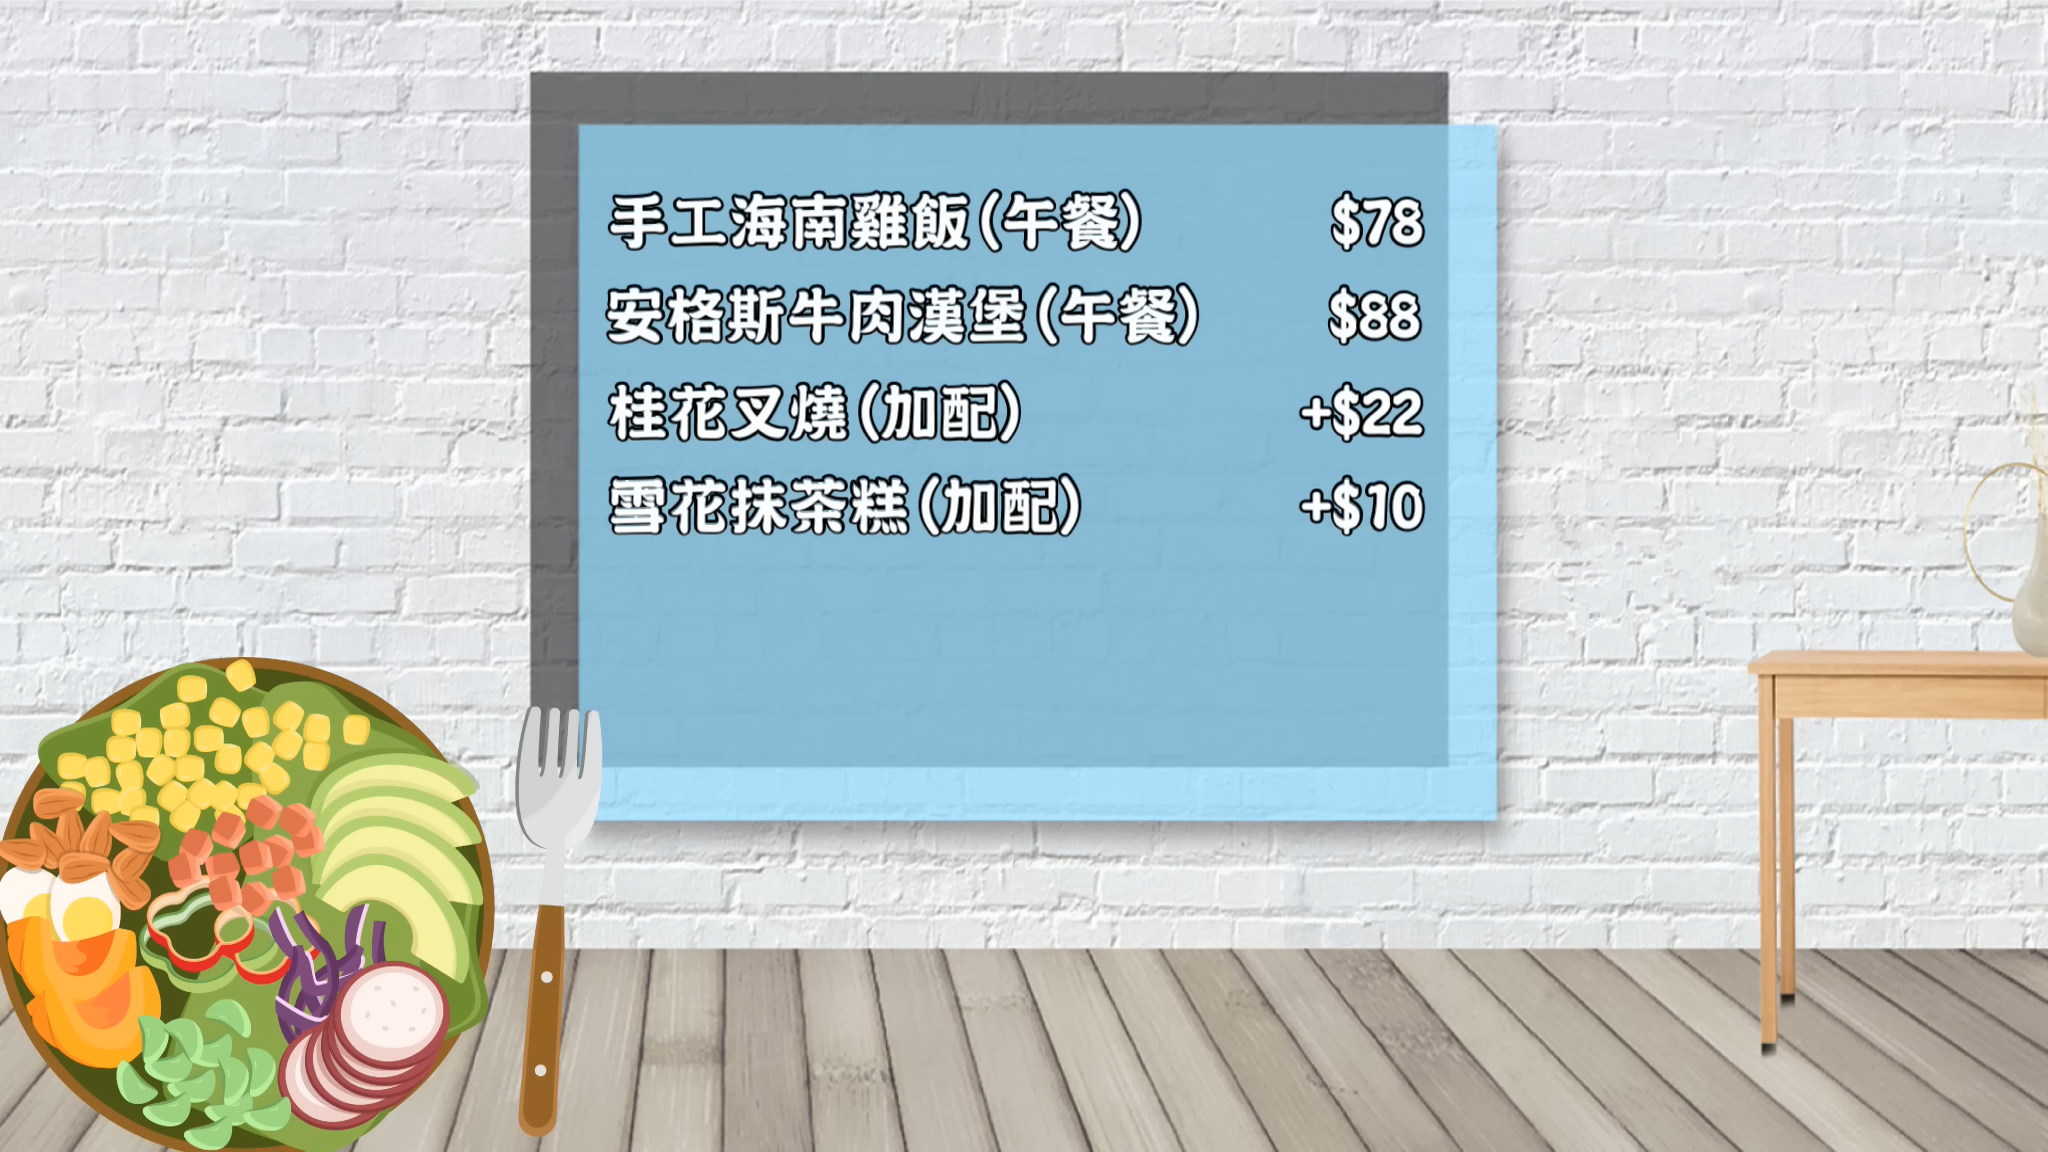 手工海南雞飯(午餐) $78
安格斯牛肉漢堡(午餐) $88
桂花叉燒(加配) +$22
雪花抹茶糕(加配) +$10